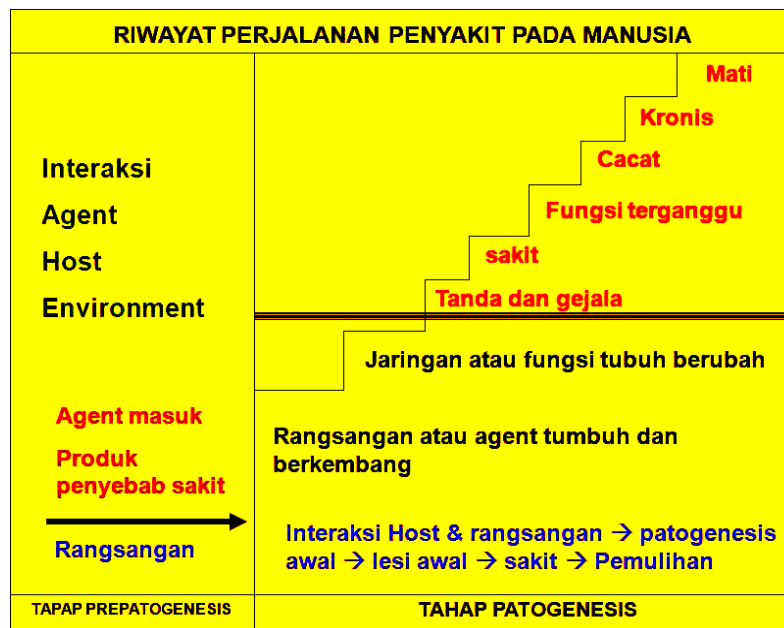 RIWAYAT PERJALANAN PENYAKIT PADA MANUSIA
Interaksi
Agent
Host
Environment
Agent masuk
Produk
penyebab sakit
Rangsangan
TAPAP PREPATOGENESIS
Mati
Kronis
Cacat
Fungsi terganggu
sakit
Tanda dan gejala
Jaringan atau fungsi tubuh berubah
Rangsangan atau agent tumbuh dan
berkembang
Interaksi Host & rangsangan → patogenesis
awal → lesi awal → sakit → Pemulihan
TAHAP PATOGENESIS